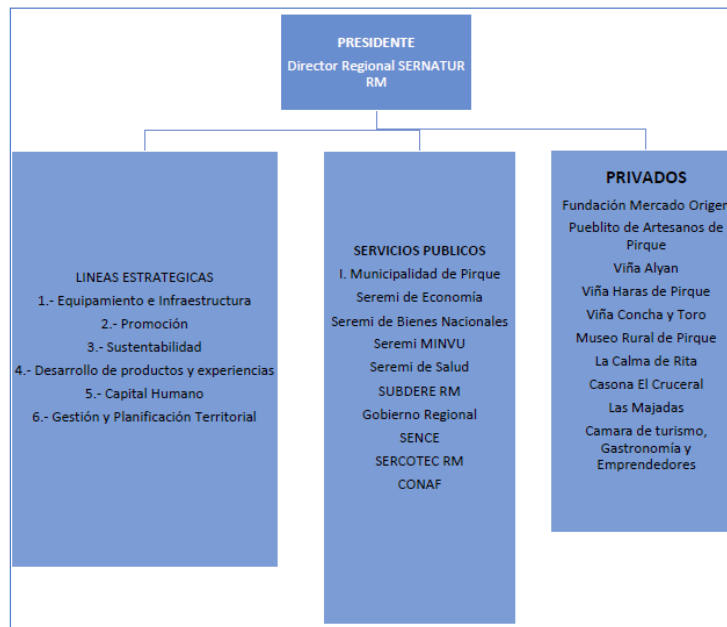 PRESIDENTE
Director Regional SERNATUR
RM
LINEAS ESTRATEGICAS
1.- Equipamiento e Infraestructura
2.- Promoción
3.- Sustentabilidad
4.- Desarrollo de productos y experiencias
5.- Capital Humano
6.- Gestión y Planificación Territorial
SERVICIOS PUBLICOS
I. Municipalidad de Pirque
Seremi de Economía
Seremi de Bienes Nacionales
Seremi MINVU
Seremi de Salud
SUBDERE RM
Gobierno Regional
SENCE
SERCOTEC RM
CONAF
PRIVADOS
Fundación Mercado Origen
Pueblito de Artesanos de
Pirque
Viña Alyan
Viña Haras de Pirque
Viña Concha y Toro
Museo Rural de Pirque
La Calma de Rita
Casona El Cruceral
Las Majadas
Camara de turismo,
Gastronomía y
Emprendedores